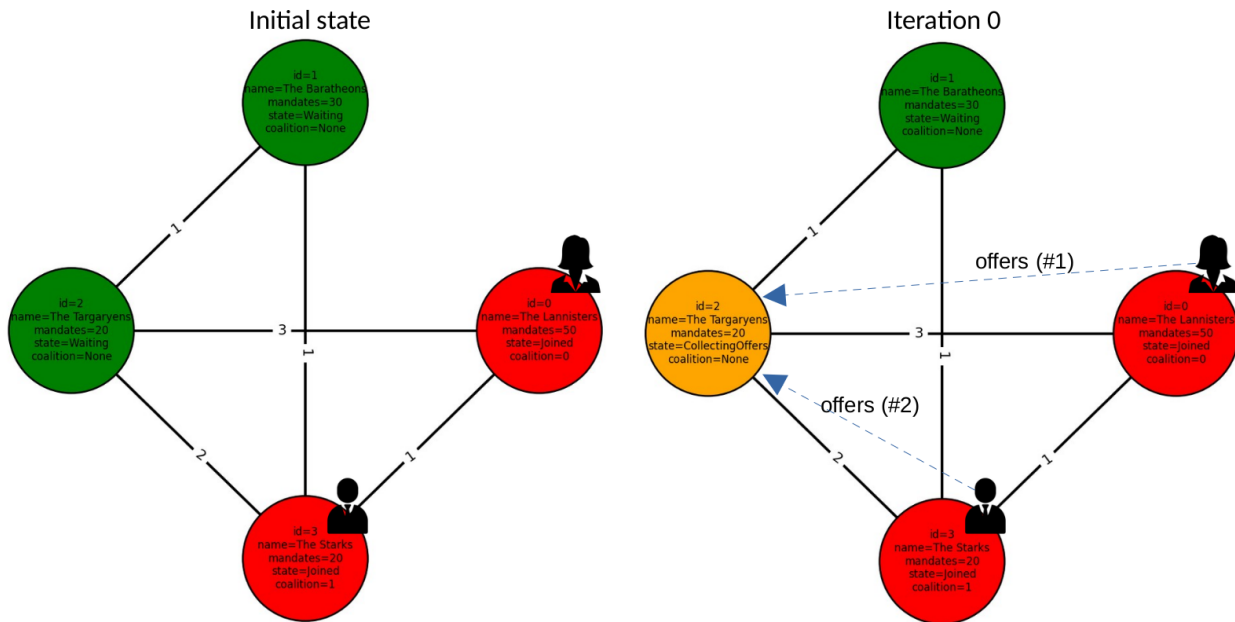 Initial state
id=1
name=The Baratheons
mandates=30
state=Waiting
coalition=None
1
id=2
name=The Targaryens
mandates=20
state=Waiting
coalition=None
3
1
id=0
name=The Lannisters
mandates=50
state=Joined
coalition=0
2
1
id=3
name=The Starks
mandates=20
state=Joined
coalition=1
Iteration 0
id=1
name=The Baratheons
mandates=30
state=Waiting
coalition=None
1
offers (#1)
id=2
name=The Targaryens
mandates=20
state=CollectingOffers
coalition=None
3
1
id=0
name=The Lannisters
mandates=50
state=Joined
coalition=0
offers (#2)
2
1
id=3
name=The Starks
mandates=20
state=Joined
coalition=1